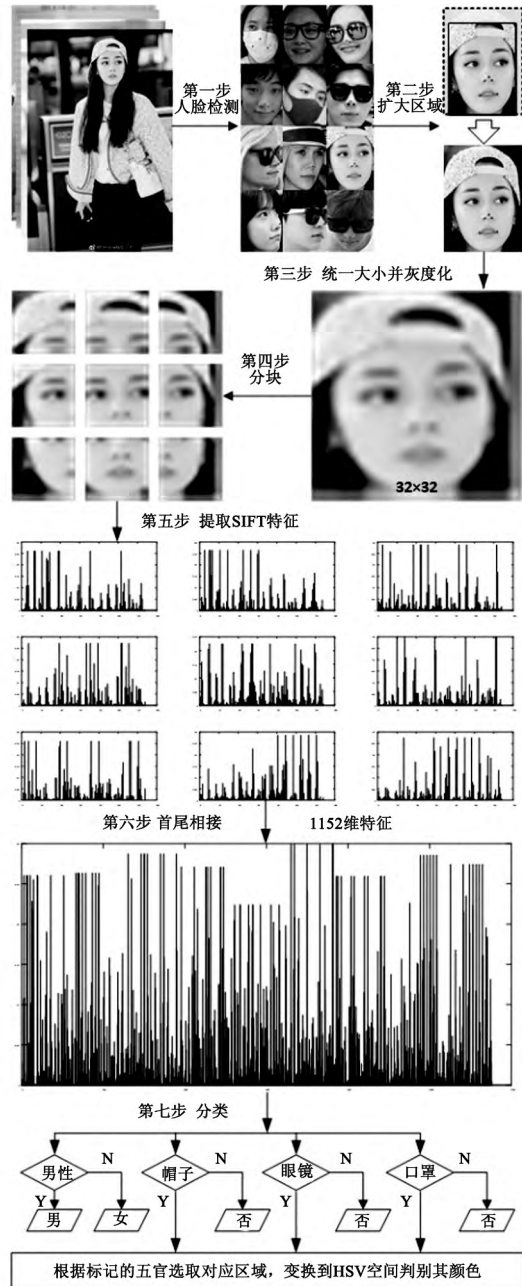 第一步
人脸检测
第二步
扩大区域
第三步 统一大小并灰度化
第四步
分块
32×32
第五步 提取SIFT特征
第六步 首尾相接
1152维特征
第七步 分类
男性 N 帽子 N 眼镜 N 口罩 N
Y Y Y Y
男 女 否 否 否
根据标记的五官选取对应区域，变换到HSV空间判别其颜色